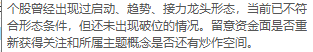 个股曾经出现过启动、趋势、接力龙头形态，当前已不符
合形态条件，但还未出现破位的情况。留意资金面是否重
新获得关注和所属主题概念是否还有炒作空间。